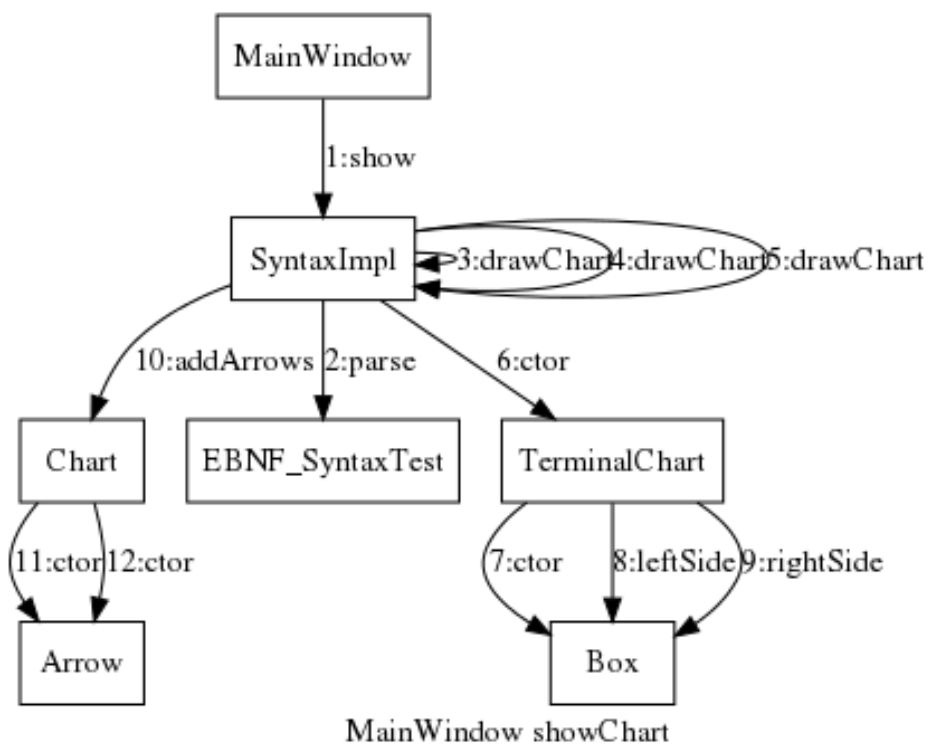 MainWindow
1:show
SyntaxImpl
3:drawChart
4:drawChart
5:drawChart
10:addArrows
2:parse
6:ctor
Chart
EBNF_SyntaxTest
TerminalChart
11:ctor
12:ctor
7:ctor
8:leftSide
9:rightSide
Arrow
Box
MainWindow showChart